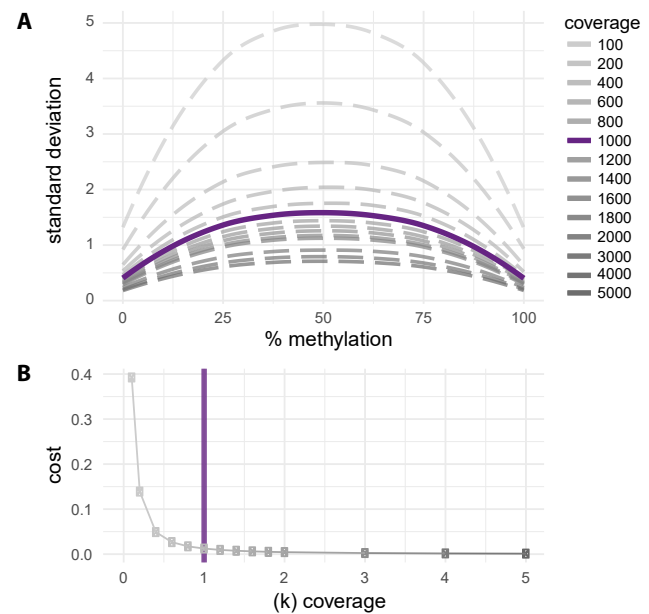 A
standard deviation
5
4
3
2
1
0
0 25 50 75 100
% methylation
coverage
100
200
400
600
800
1000
1200
1400
1600
1800
2000
3000
4000
5000
B
cost
0.4
0.3
0.2
0.1
0.0
0 1 2 3 4 5
(k) coverage